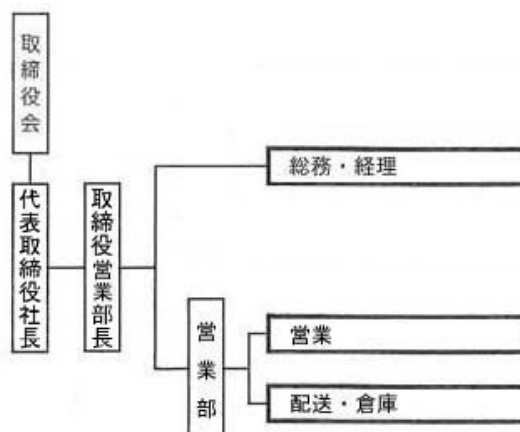 取締役会
代表取締役社長
取締役営業部長
総務・経理
営業部
営業
配送・倉庫